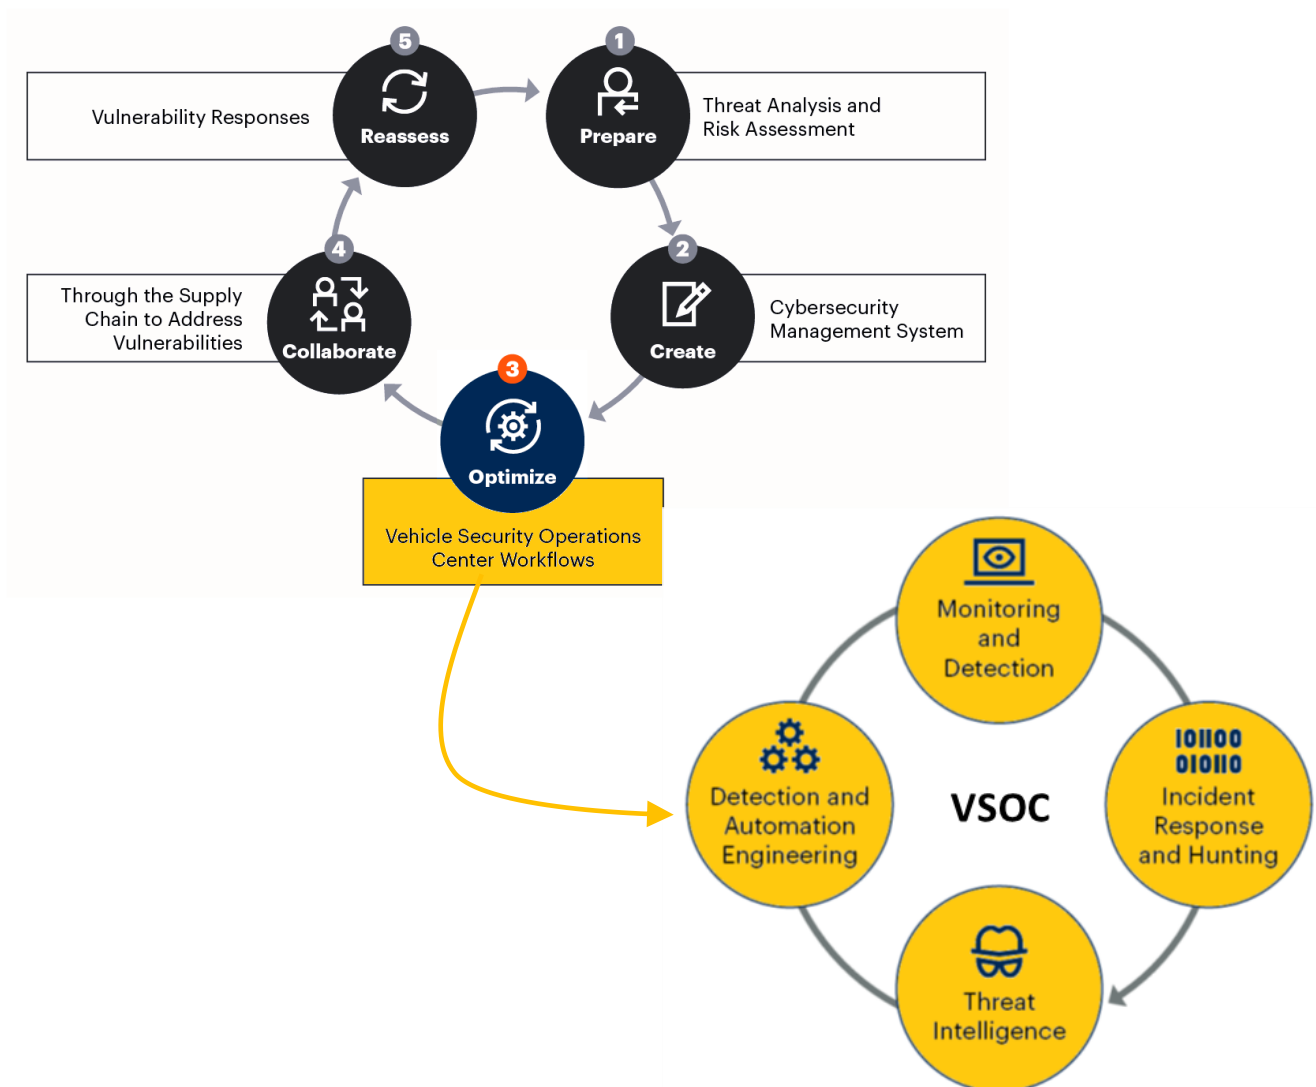 5
Reassess
Vulnerability Responses
1
Prepare
Threat Analysis and
Risk Assessment
4
Collaborate
Through the Supply
Chain to Address
Vulnerabilities
2
Create
Cybersecurity
Management System
3
Optimize
Vehicle Security Operations
Center Workflows
Monitoring
and
Detection
Detection and
Automation
Engineering
VSOC
101100
010110
Incident
Response
and Hunting
Threat
Intelligence